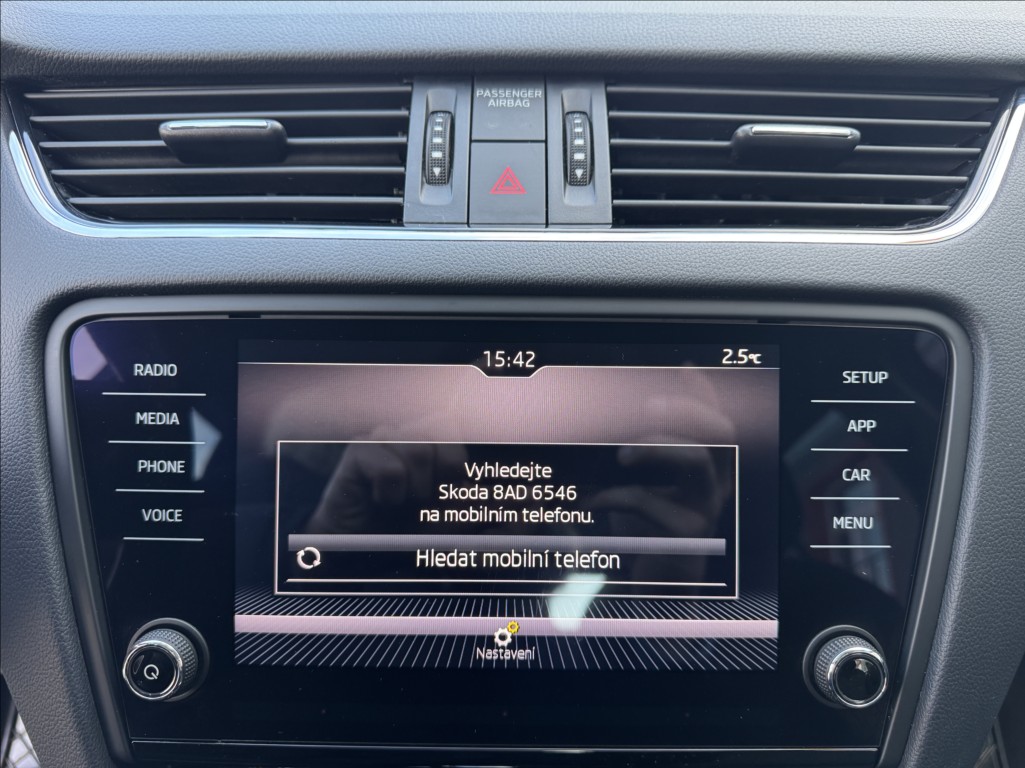 PASSENGER
AIRBAG
15:42
2.5°C
RADIO
MEDIA
PHONE
VOICE
SETUP
APP
CAR
MENU
Vyhledejte
Skoda 8AD 6546
na mobilním telefonu.
Hledat mobilní telefon
Nastavení